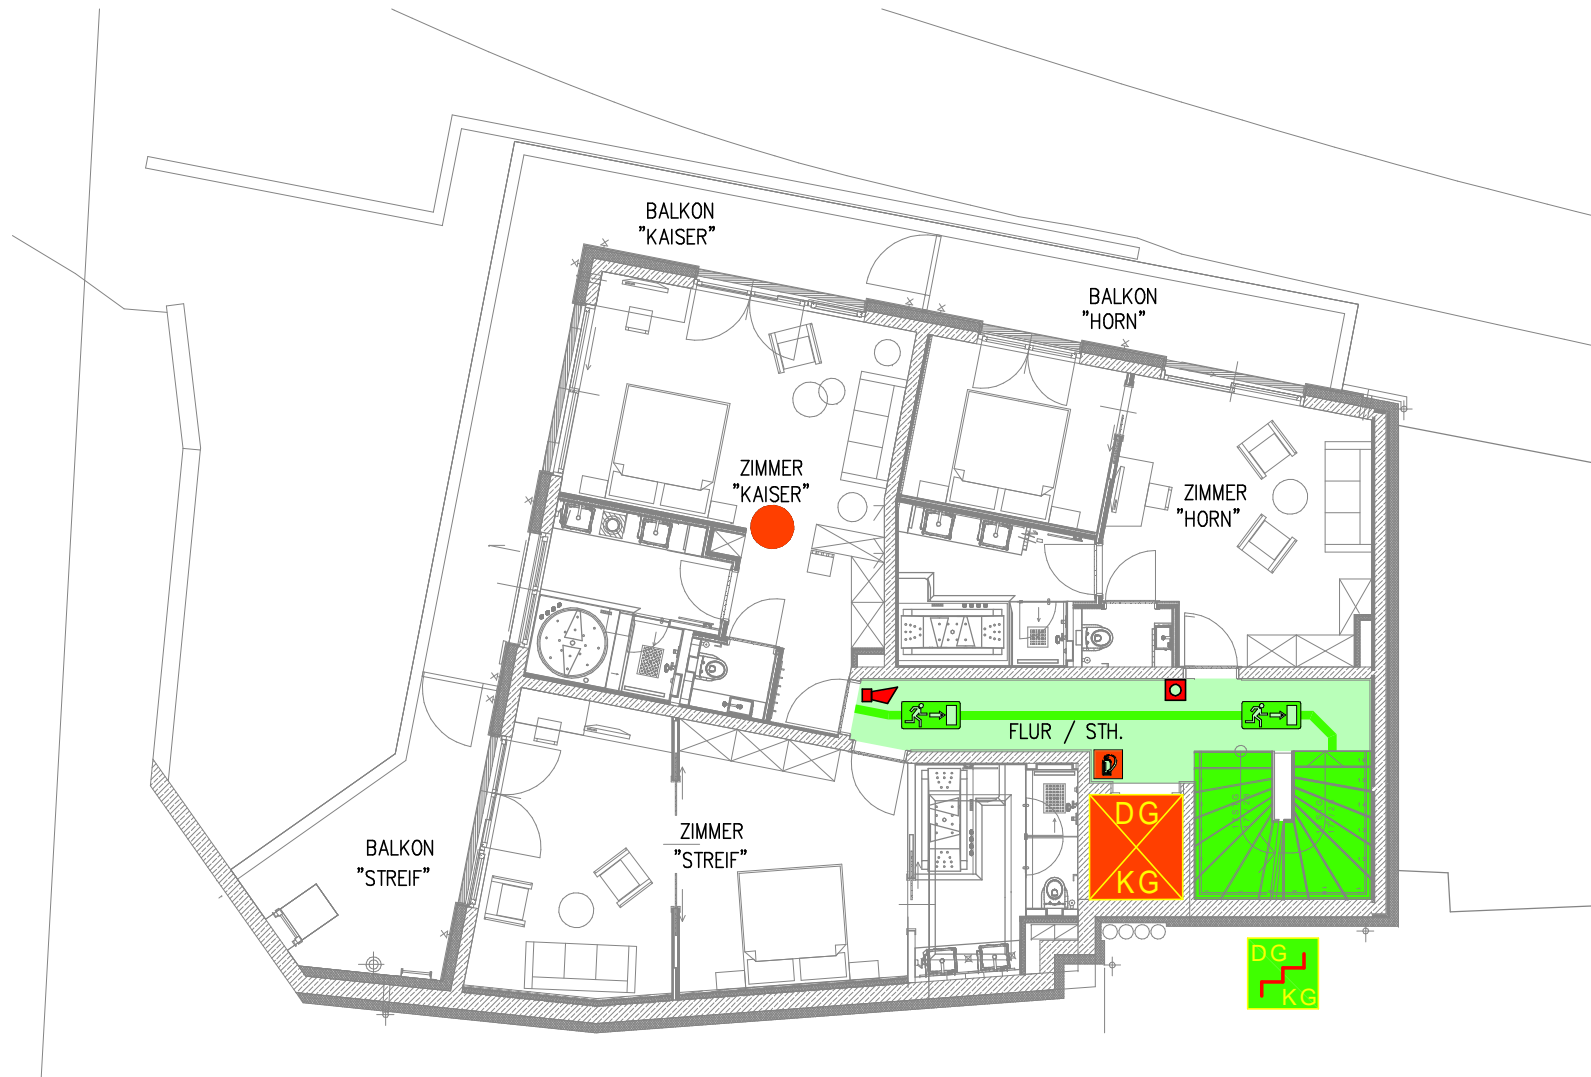 BALKON
"KAISER"
BALKON
"HORN"
ZIMMER
"KAISER"
ZIMMER
"HORN"
FLUR / STH.
DG
KG
ZIMMER
"STREIF"
BALKON
"STREIF"
DG
KG